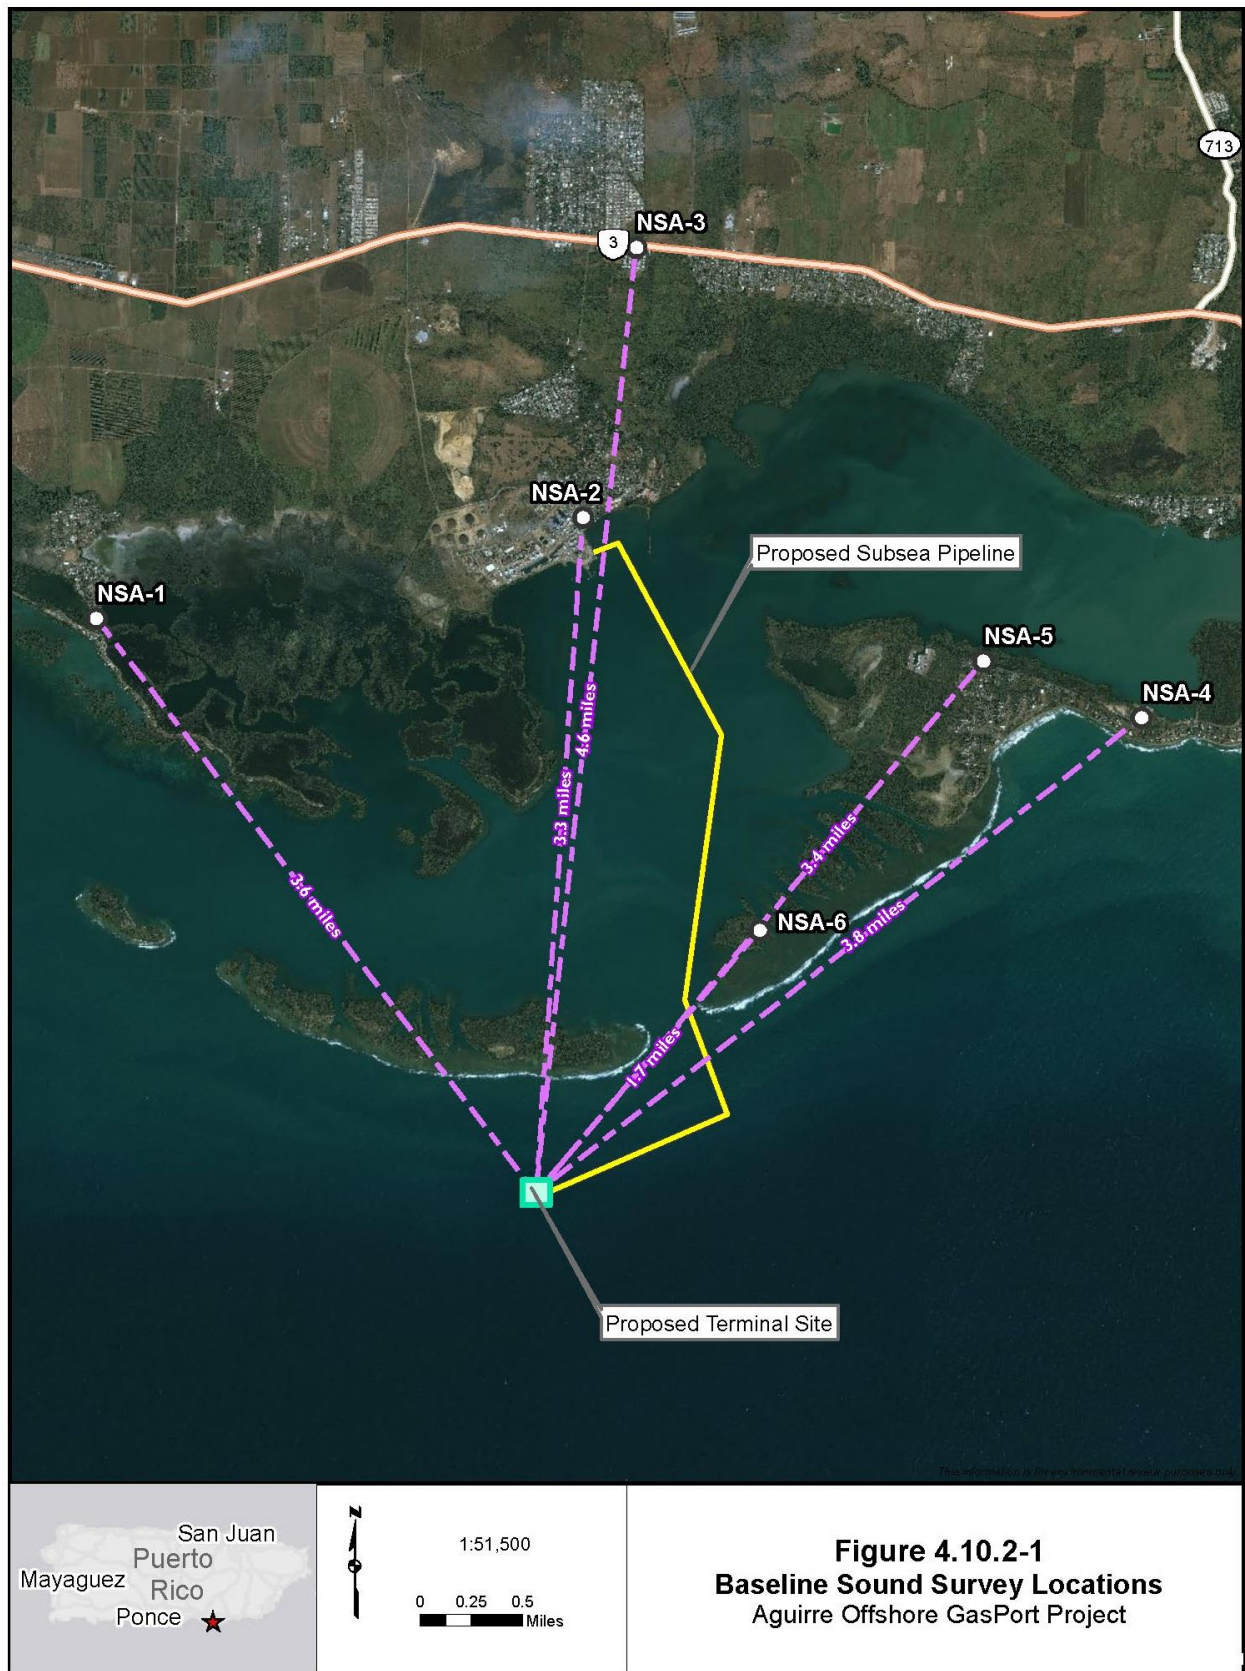 713
NSA-3
3
NSA-2
Proposed Subsea Pipeline
NSA-1
NSA-5
NSA-4
4.6 miles
3.3 miles
3.4 miles
3.6 miles
NSA-6
3.8 miles
1.7 miles
Proposed Terminal Site
This information is for environmental review purposes only.
N
San Juan
Puerto
Rico
Mayaguez
Ponce
1:51,500
0 0.25 0.5
Miles
Figure 4.10.2-1
Baseline Sound Survey Locations
Aguirre Offshore GasPort Project